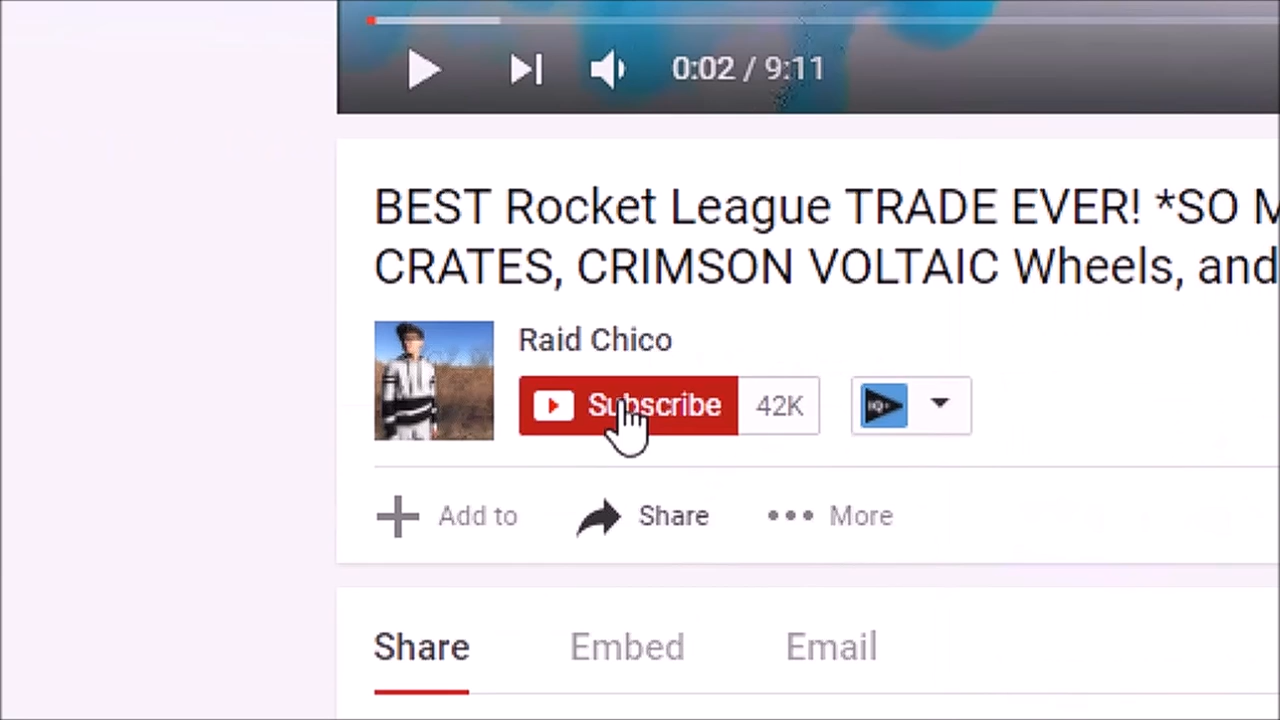 0:02 / 9:11
BEST Rocket League TRADE EVER! *SO
CRATES, CRIMSON VOLTAIC Wheels, and
Raid Chico
Subscribe 42K IQ+
Add to Share More
Share Embed Email